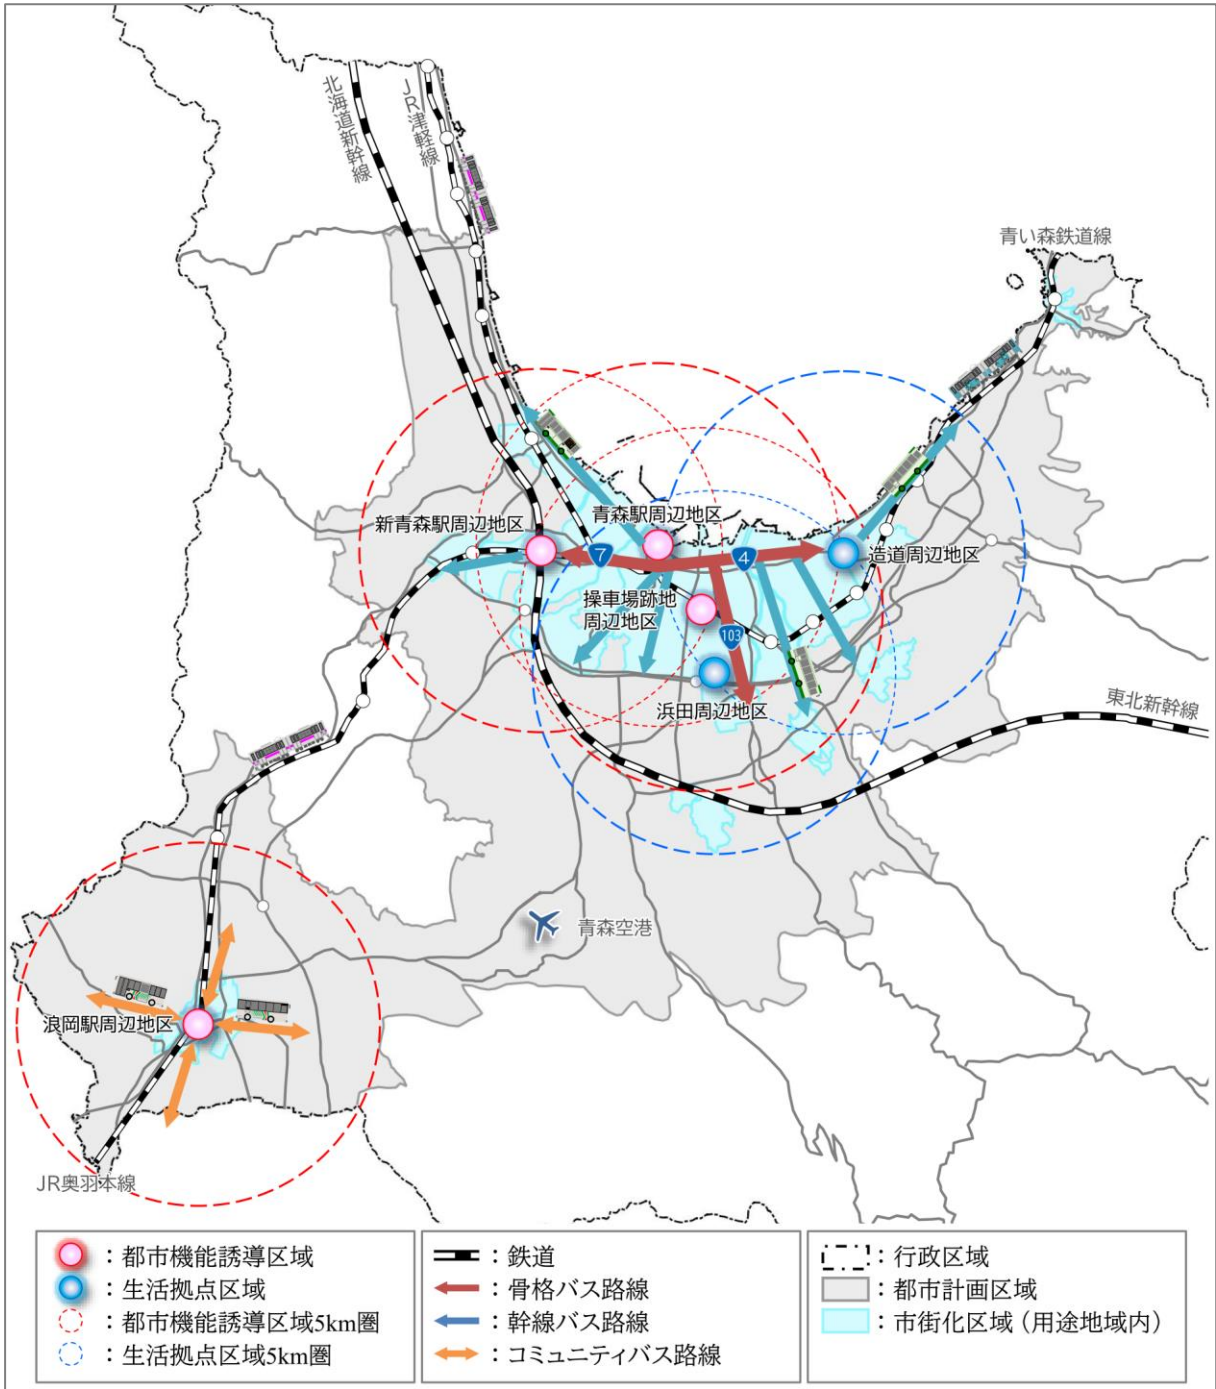 北海道新幹線
JR津軽線
青い森鉄道線
新青森駅周辺地区
青森駅周辺地区
7
4
造道周辺地区
操車場跡地
周辺地区
103
浜田周辺地区
東北新幹線
青森空港
浪岡駅周辺地区
JR奥羽本線
：都市機能誘導区域
：生活拠点区域
：都市機能誘導区域5km圏
：生活拠点区域5km圏
：鉄道
：骨格バス路線
：幹線バス路線
：コミュニティバス路線
：行政区域
：都市計画区域
：市街化区域（用途地域内）